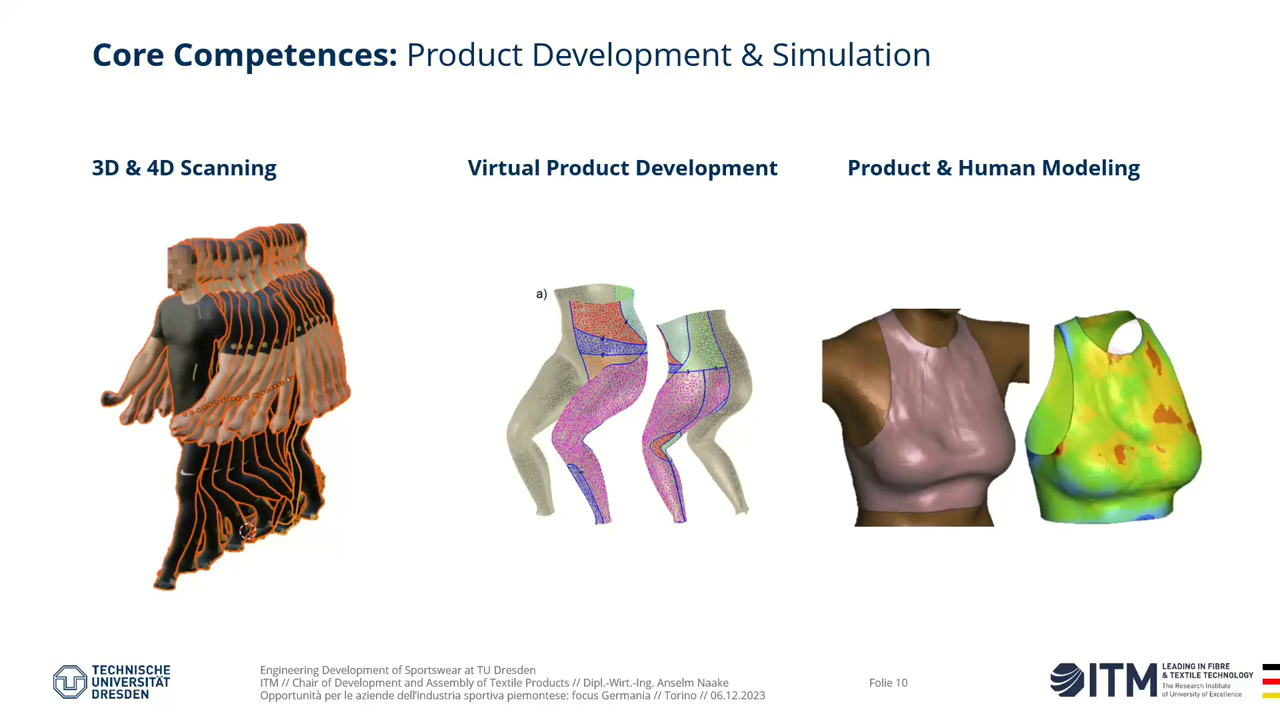 Core Competences: Product Development & Simulation
3D & 4D Scanning
Virtual Product Development
Product & Human Modeling
a)
TECHNISCHE
UNIVERSITÄT
DRESDEN
Engineering Development of Sportswear at TU Dresden
ITM // Chair of Development and Assembly of Textile Products // Dipl.-Wirt.-Ing. Anselm Naake
Opportunità per le aziende dell'industria sportiva piemontese: focus Germania // Torino // 06.12.2023
Folie 10
ITM
LEADING IN FIBRE
& TEXTILE TECHNOLOGY
The Research Institute
of University of Excellence